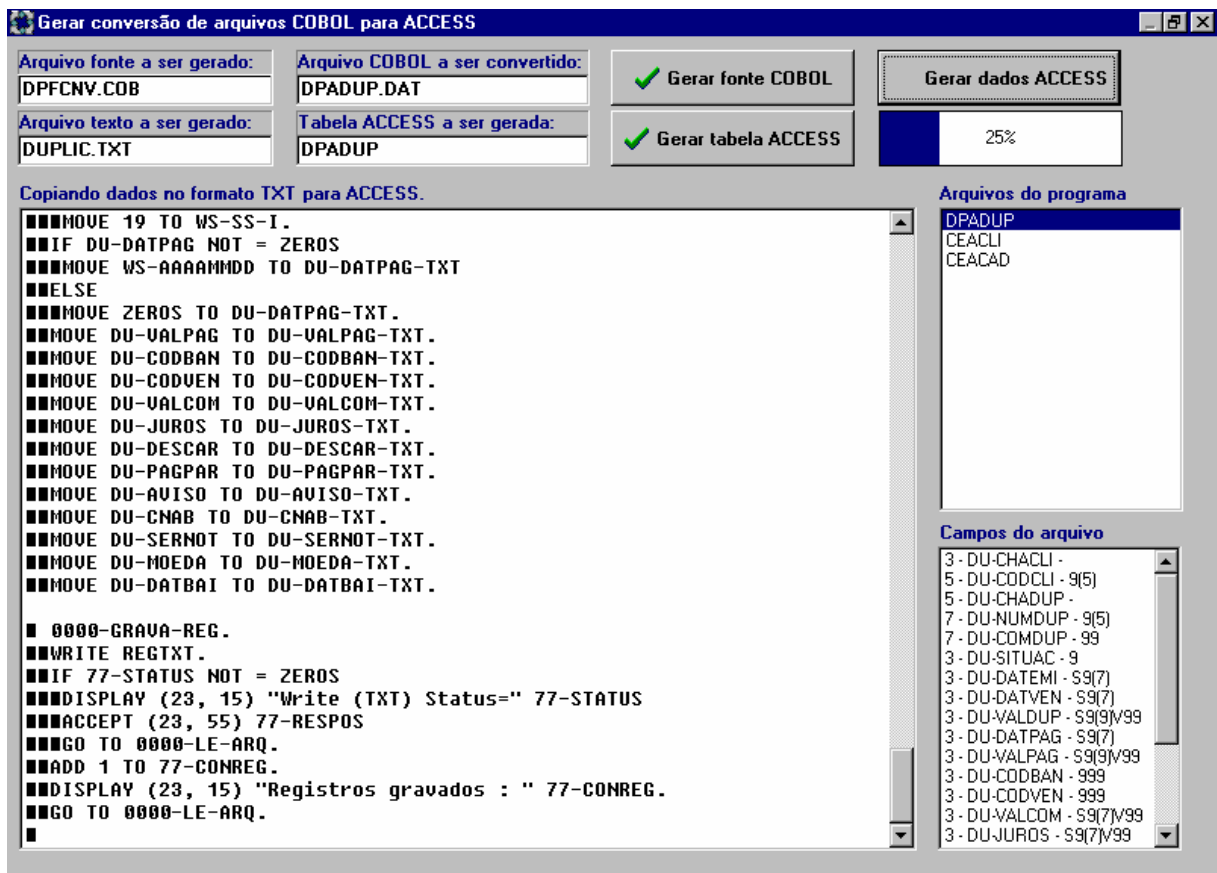 Gerar conversão de arquivos COBOL para ACCESS
Arquivo fonte a ser gerado:
DPFCNV.COB
Arquivo COBOL a ser convertido:
DPADUP.DAT
Gerar fonte COBOL
Gerar dados ACCESS
Arquivo texto a ser gerado:
DUPLIC.TXT
Tabela ACCESS a ser gerada:
DPADUP
Gerar tabela ACCESS
25%
Copiando dados no formato TXT para ACCESS.
MOVE 19 TO WS-SS-I.
IF DU-DATPAG NOT = ZEROS
MOVE WS-AAAAMMDD TO DU-DATPAG-TXT
ELSE
MOVE ZEROS TO DU-DATPAG-TXT.
MOVE DU-VALPAG TO DU-VALPAG-TXT.
MOVE DU-CODBAN TO DU-CODBAN-TXT.
MOVE DU-CODVEN TO DU-CODVEN-TXT.
MOVE DU-VALCOM TO DU-VALCOM-TXT.
MOVE DU-JUROS TO DU-JUROS-TXT.
MOVE DU-DESCAR TO DU-DESCAR-TXT.
MOVE DU-PAGPAR TO DU-PAGPAR-TXT.
MOVE DU-AVISO TO DU-AVISO-TXT.
MOVE DU-CNAB TO DU-CNAB-TXT.
MOVE DU-SERNOT TO DU-SERNOT-TXT.
MOVE DU-MOEDA TO DU-MOEDA-TXT.
MOVE DU-DATBAI TO DU-DATBAI-TXT.
0000-GRAVA-REG.
WRITE REGTXT.
IF 77-STATUS NOT = ZEROS
DISPLAY (23, 15) "Write (TXT) Status=" 77-STATUS
ACCEPT (23, 55) 77-RESPOS
GO TO 0000-LE-ARQ.
ADD 1 TO 77-CONREG.
DISPLAY (23, 15) "Registros gravados : " 77-CONREG.
GO TO 0000-LE-ARQ.
Arquivos do programa
DPADUP
CEACLI
CEACAD
Campos do arquivo
3 - DU-CHACLI -
5 - DU-CODCLI - 9(5)
5 - DU-CHADUP -
7 - DU-NUMDUP - 9(5)
7 - DU-COMDUP - 99
3 - DU-SITUAC - 9
3 - DU-DATEMI - S9(7)
3 - DU-DATVEN - S9(7)
3 - DU-VALDUP - S9(9)V99
3 - DU-DATPAG - S9(7)
3 - DU-VALPAG - S9(9)V99
3 - DU-CODBAN - 999
3 - DU-CODVEN - 999
3 - DU-VALCOM - S9(7)V99
3 - DU-JUROS - S9(7)V99